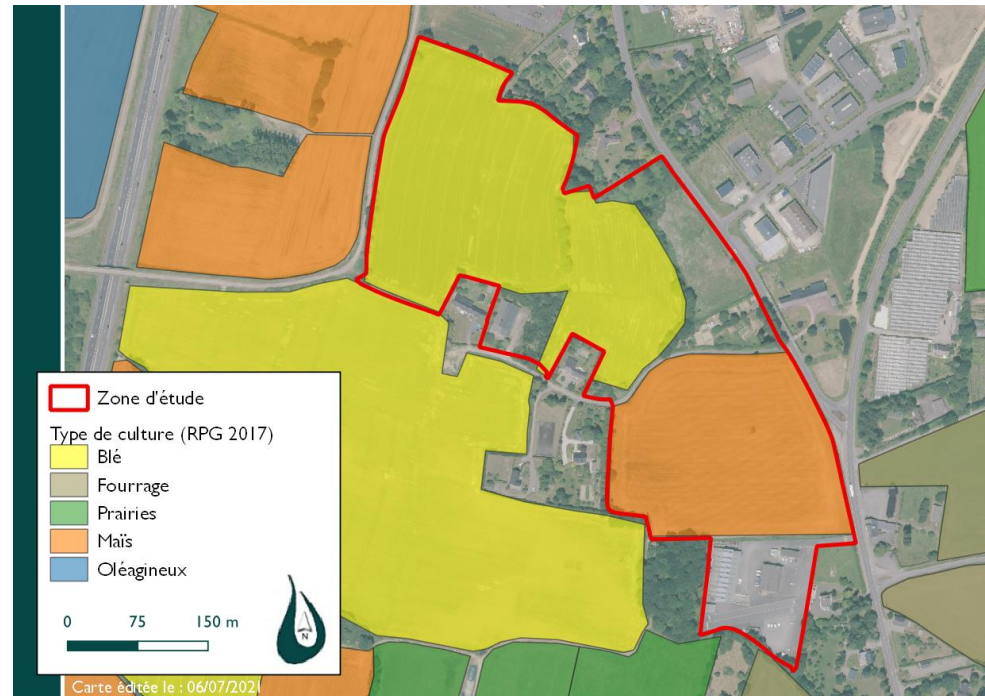 Zone d'étude
Type de culture (RPG 2017)
Blé
Fourrage
Prairies
Maïs
Oléagineux
0 75 150 m
N
Carte éditée le : 06/07/202